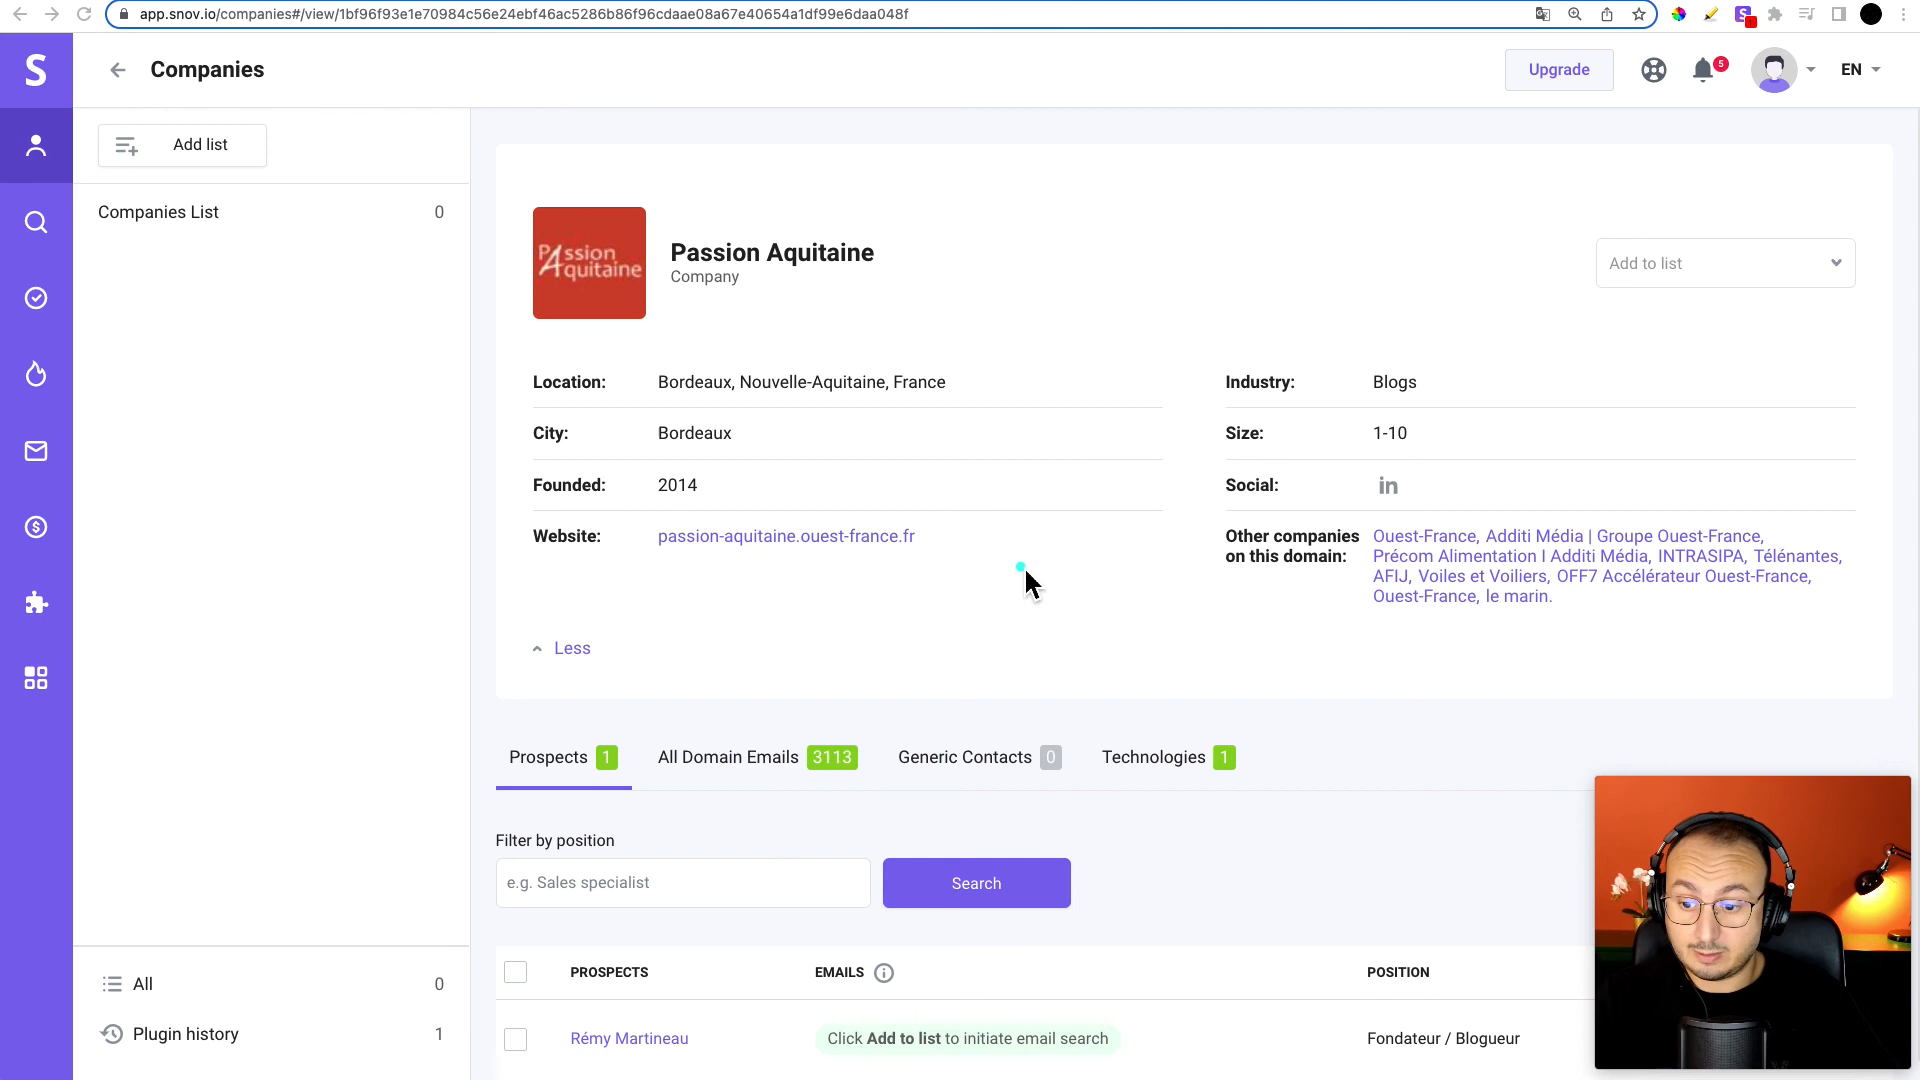 app.snov.io/companies#/view/1bf96f93e1e70984c56e24ebf46ac5286b86f96cdaae08a67e40654a1df99e6daa048f
S
Companies
Upgrade
5
EN
Add list
Companies List 0
Passion Aquitaine
Passion Aquitaine
Company
Add to list
Location: Bordeaux, Nouvelle-Aquitaine, France
Industry: Blogs
City: Bordeaux
Size: 1-10
Founded: 2014
Social: in
Website: passion-aquitaine.ouest-france.fr
Other companies on this domain: Ouest-France, Additi Média | Groupe Ouest-France,
Précom Alimentation I Additi Média, INTRASIPA, Télénantes,
AFIJ, Voiles et Voiliers, OFF7 Accélérateur Ouest-France,
Ouest-France, le marin.
Less
Prospects 1 All Domain Emails 3113 Generic Contacts 0 Technologies 1
Filter by position
e.g. Sales specialist
Search
PROSPECTS EMAILS POSITION
Rémy Martineau Click Add to list to initiate email search Fondateur / Blogueur
All 0
Plugin history 1